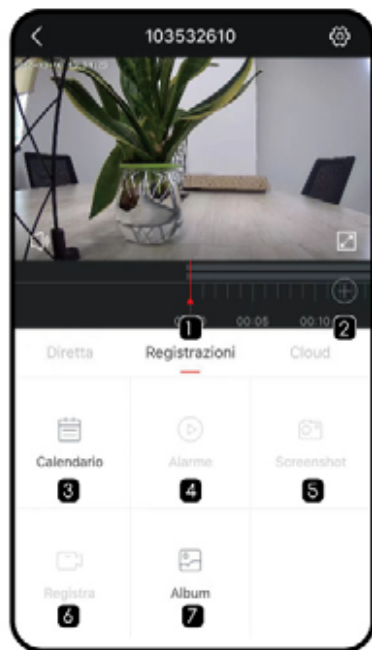 103532610
00:05 00:10
1 2
Diretta Registrazioni Cloud
Calendario Alarme Screenshot
3 4 5
Registra Album
6 7